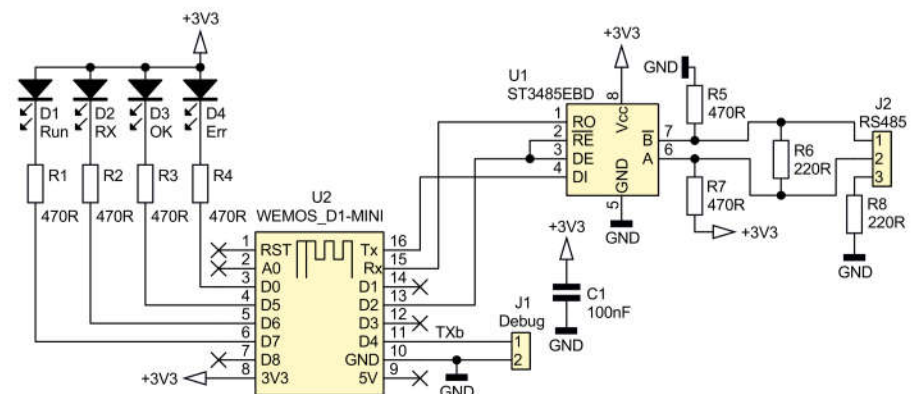 +3V3
D1
Run
D2
RX
D3
OK
D4
Err
R1
470R
R2
470R
R3
470R
R4
470R
U2
WEMOS_D1-MINI
1 RST Tx 16
2 A0 Rx 15
3 D0 D1 14
4 D5 D2 13
5 D6 D3 12
6 D7 D4 11
7 D8 GND 10
8 3V3 5V 9
+3V3
TXb
J1
Debug
1
2
GND
+3V3
C1
100nF
GND
U1
ST3485EBD
+3V3
8
Vcc
1 RO
2 RE
3 DE
4 DI
B 7
A 6
GND
5
GND
GND
R5
470R
R7
470R
+3V3
R6
220R
J2
RS485
1
2
3
R8
220R
GND